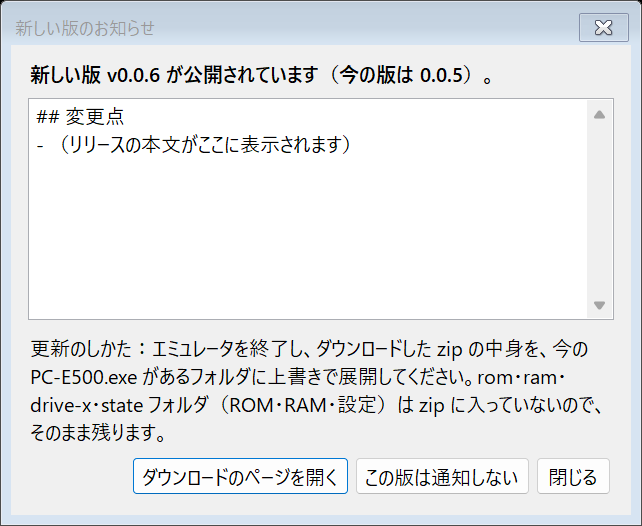 新しい版のお知らせ
新しい版 v0.0.6 が公開されています（今の版は 0.0.5）。
## 変更点
- （リリースの本文がここに表示されます）
更新のしかた：エミュレータを終了し、ダウンロードした zip の中身を、今の
PC-E500.exe があるフォルダに上書きで展開してください。rom・ram・
drive-x・state フォルダ（ROM・RAM・設定）は zip に入っていないので、
そのまま残ります。
ダウンロードのページを開く
この版は通知しない
閉じる